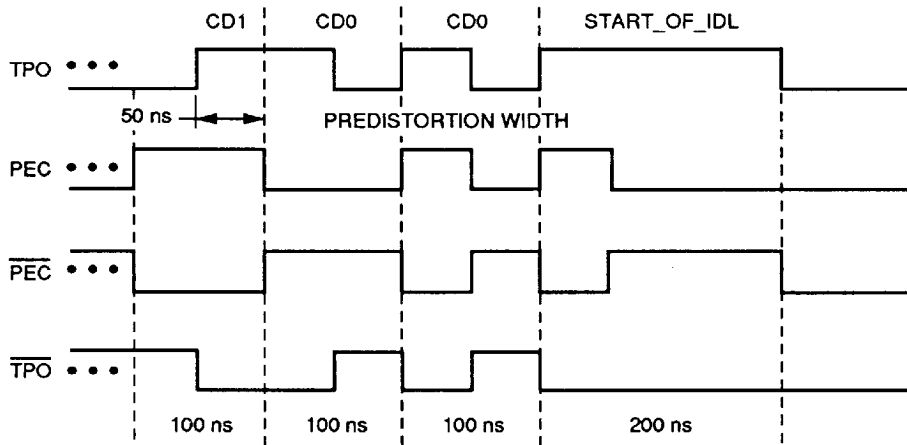 CD1 CD0 CD0 START_OF_IDL
TPO
50 ns PREDISTORTION WIDTH
PEC
PEC
TPO
100 ns 100 ns 100 ns 200 ns